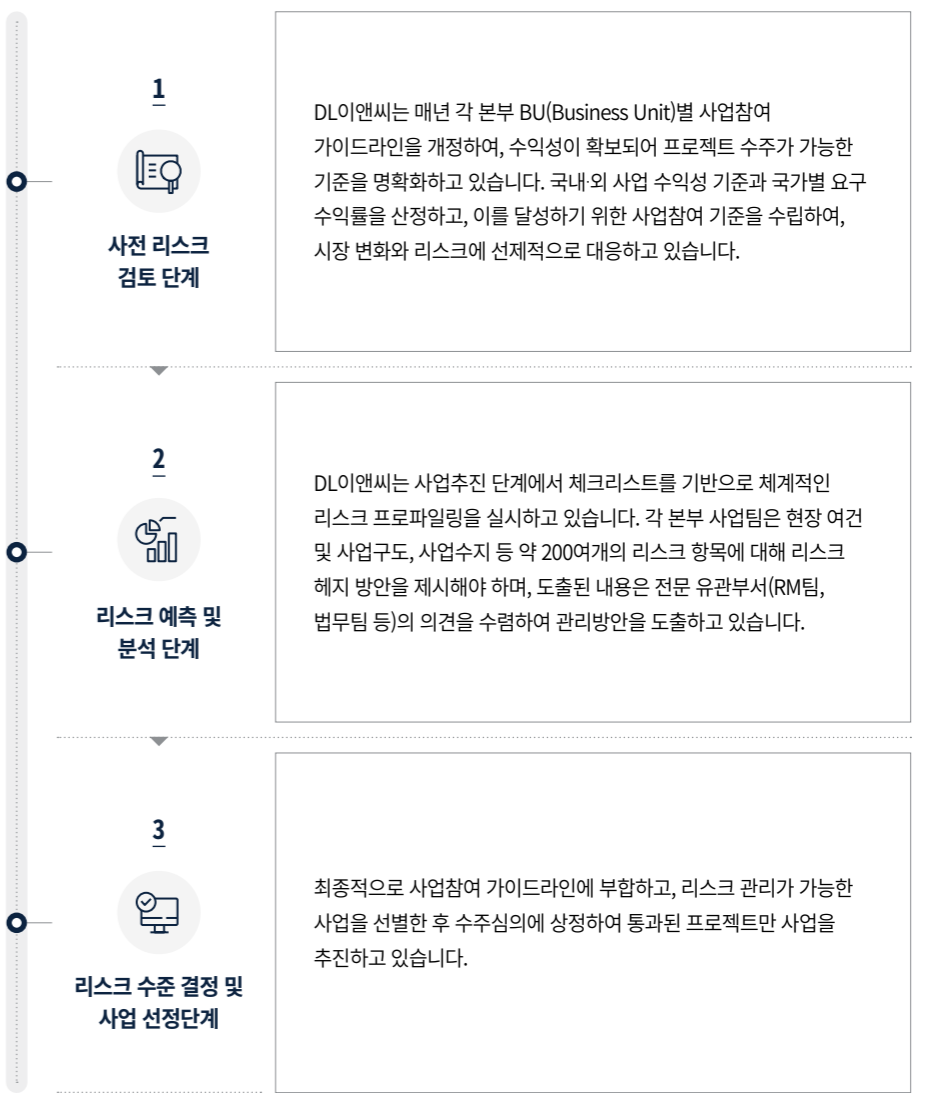 1
사전 리스크
검토 단계
DL이앤씨는 매년 각 본부 BU(Business Unit)별 사업참여
가이드라인을 개정하여, 수익성이 확보되어 프로젝트 수주가 가능한
기준을 명확화하고 있습니다. 국내·외 사업 수익성 기준과 국가별 요구
수익률을 산정하고, 이를 달성하기 위한 사업참여 기준을 수립하여,
시장 변화와 리스크에 선제적으로 대응하고 있습니다.
2
리스크 예측 및
분석 단계
DL이앤씨는 사업추진 단계에서 체크리스트를 기반으로 체계적인
리스크 프로파일링을 실시하고 있습니다. 각 본부 사업팀은 현장 여건
및 사업구도, 사업수지 등 약 200여개의 리스크 항목에 대해 리스크
헤지 방안을 제시해야 하며, 도출된 내용은 전문 유관부서(RM팀,
법무팀 등)의 의견을 수렴하여 관리방안을 도출하고 있습니다.
3
리스크 수준 결정 및
사업 선정단계
최종적으로 사업참여 가이드라인에 부합하고, 리스크 관리가 가능한
사업을 선별한 후 수주심의에 상정하여 통과된 프로젝트만 사업을
추진하고 있습니다.